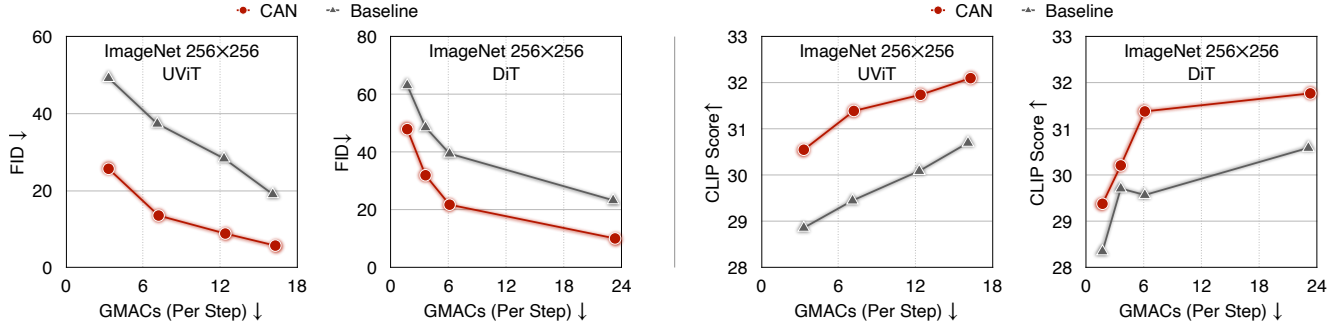 CAN Baseline
CAN Baseline
60
40
20
0
FID ↓
ImageNet 256×256
UViT
0 6 12 18
GMACs (Per Step) ↓
80
60
40
20
0
FID↓
ImageNet 256×256
DiT
0 6 12 18 24
GMACs (Per Step) ↓
33
32
31
30
29
28
CLIP Score↑
ImageNet 256×256
UViT
0 6 12 18
GMACs (Per Step) ↓
33
32
31
30
29
28
CLIP Score ↑
ImageNet 256×256
DiT
0 6 12 18 24
GMACs (Per Step) ↓